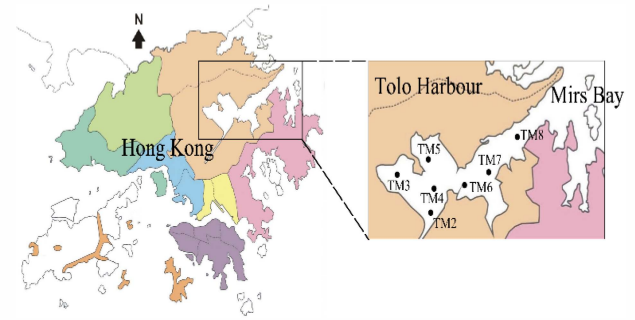 N
Hong Kong
Tolo Harbour
Mirs Bay
TM8
TM5
TM7
TM3
TM4
TM6
TM2